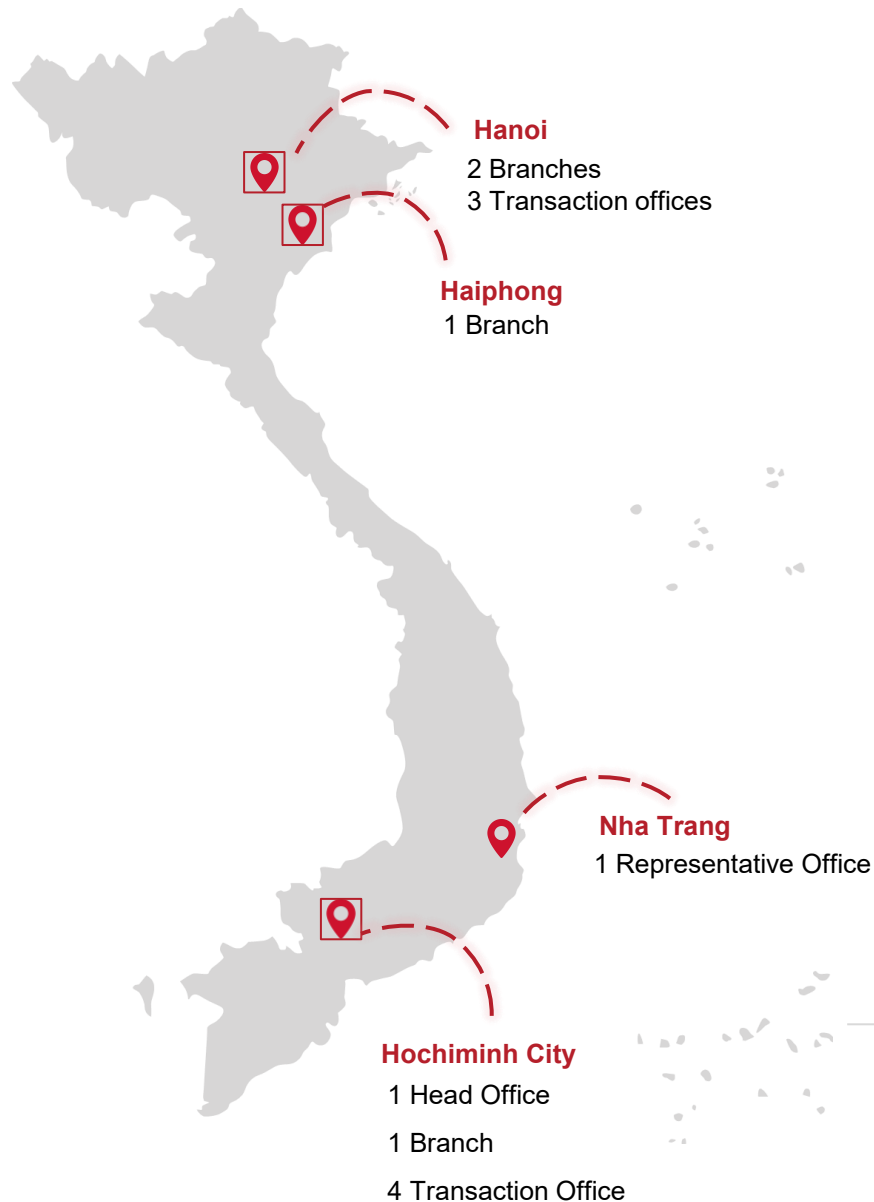 Hanoi
2 Branches
3 Transaction offices
Haiphong
1 Branch
Nha Trang
1 Representative Office
Hochiminh City
1 Head Office
1 Branch
4 Transaction Office